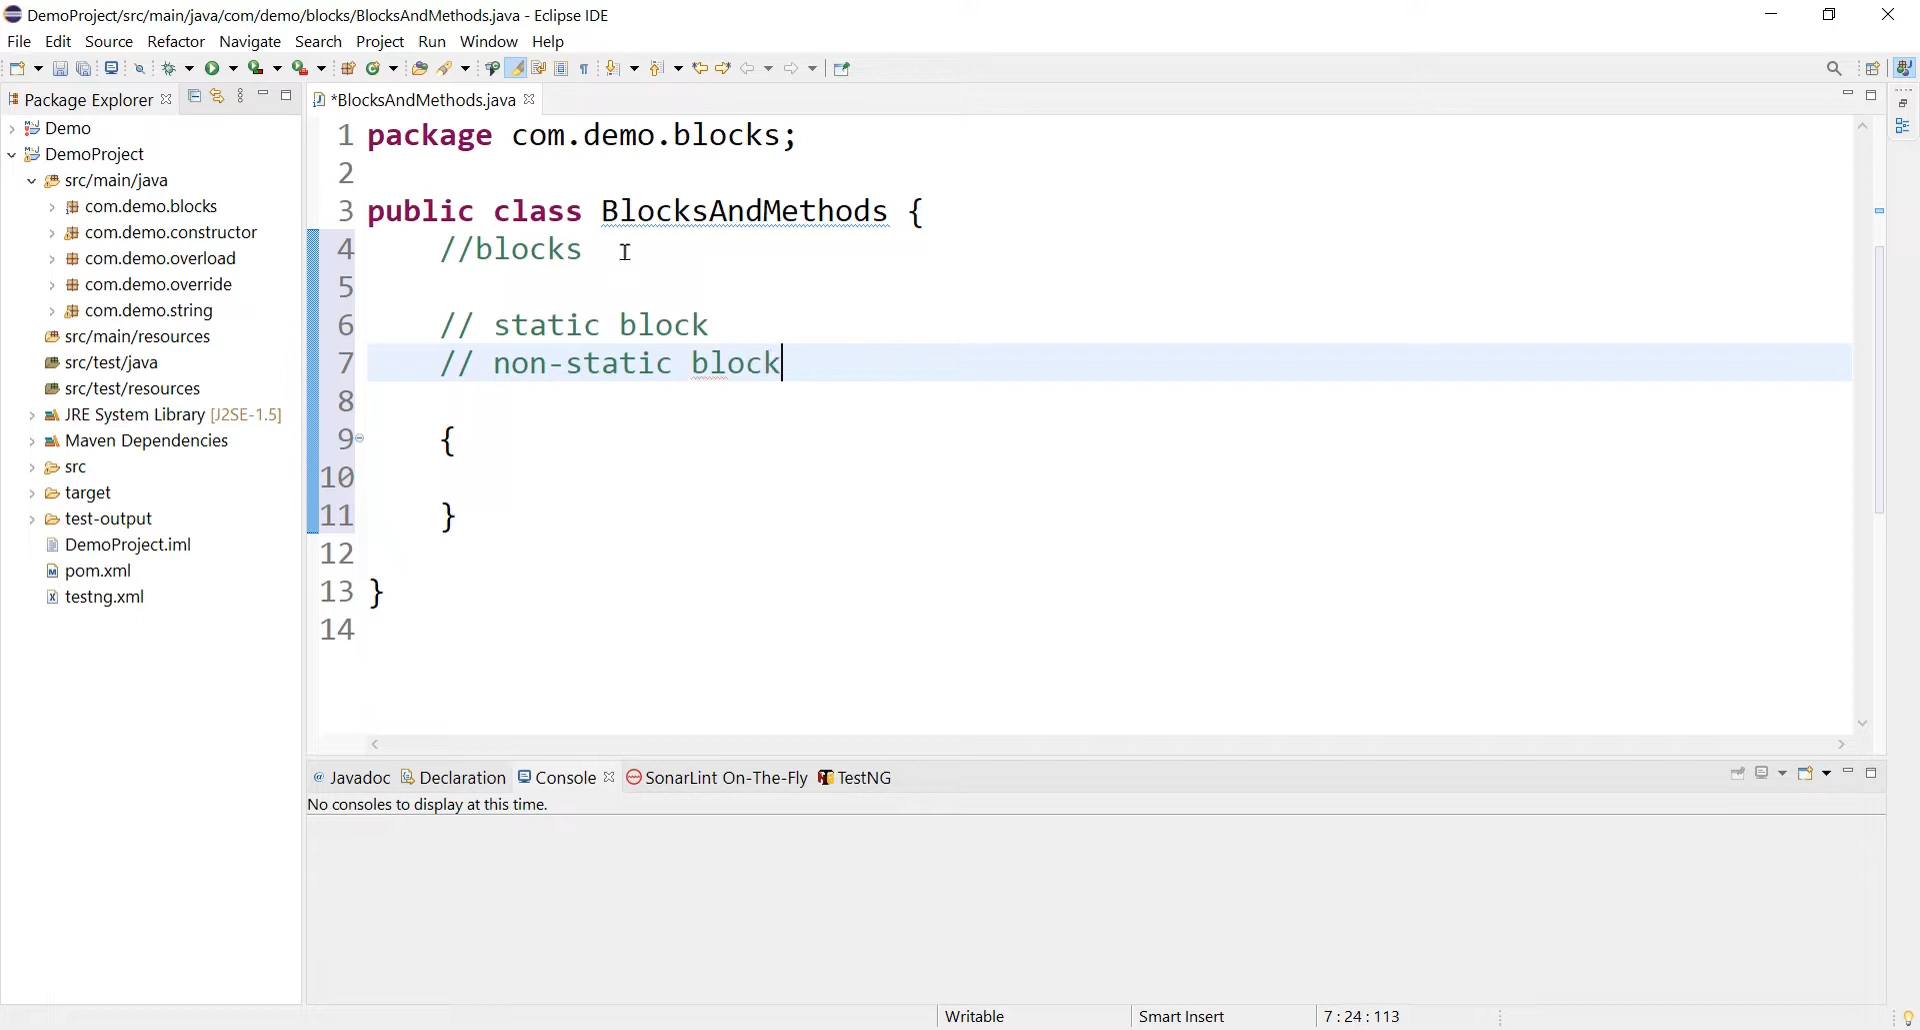 DemoProject/src/main/java/com/demo/blocks/BlocksAndMethods.java - Eclipse IDE
File Edit Source Refactor Navigate Search Project Run Window Help
Package Explorer
*BlocksAndMethods.java
Demo
DemoProject
src/main/java
com.demo.blocks
com.demo.constructor
com.demo.overload
com.demo.override
com.demo.string
src/main/resources
src/test/java
src/test/resources
JRE System Library [J2SE-1.5]
Maven Dependencies
src
target
test-output
DemoProject.iml
pom.xml
testng.xml
1 package com.demo.blocks;
2
3 public class BlocksAndMethods {
4 //blocks
5
6 // static block
7 // non-static block
8
9 {
10
11 }
12
13 }
14
@ Javadoc Declaration Console SonarLint On-The-Fly TestNG
No consoles to display at this time.
Writable Smart Insert 7 : 24 : 113